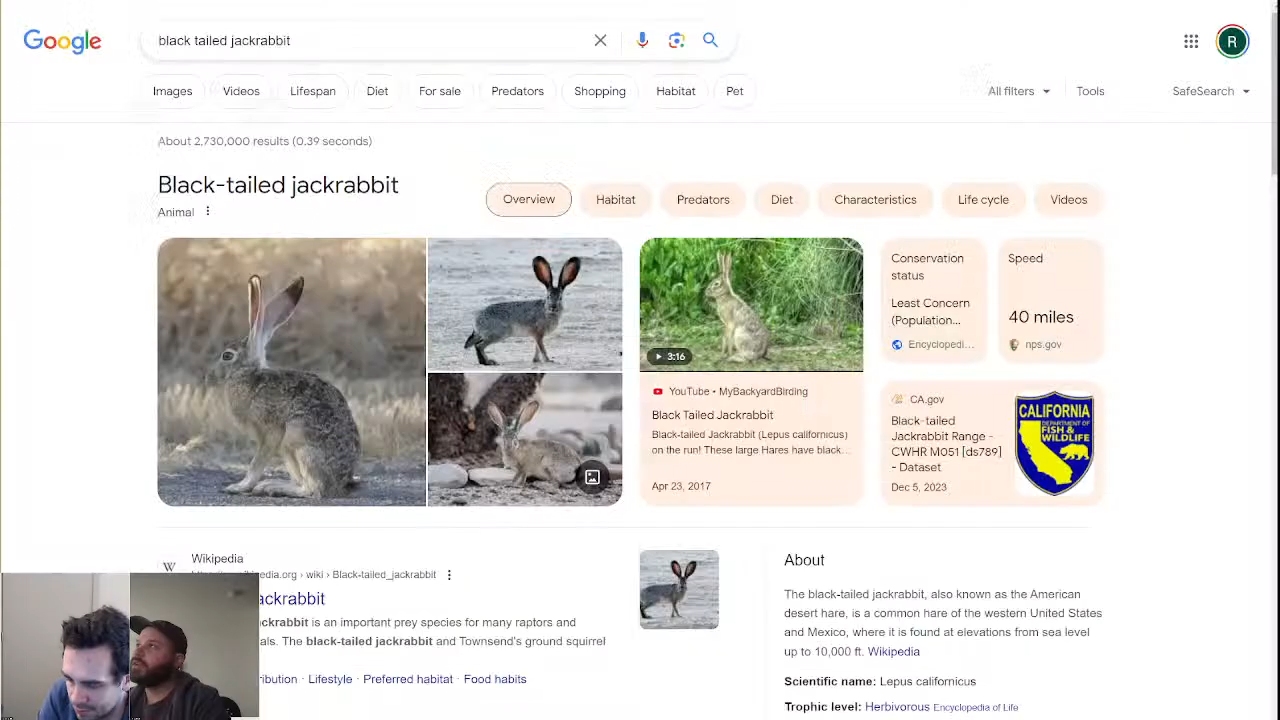 Google
black tailed jackrabbit
R
Images
Videos
Lifespan
Diet
For sale
Predators
Shopping
Habitat
Pet
All filters
Tools
SafeSearch
About 2,730,000 results (0.39 seconds)
Black-tailed jackrabbit
Animal
Overview
Habitat
Predators
Diet
Characteristics
Life cycle
Videos
3:16
YouTube • MyBackyardBirding
Black Tailed Jackrabbit
Black-tailed Jackrabbit (Lepus californicus)
on the run! These large Hares have black...
Apr 23, 2017
Conservation
status
Least Concern
(Population...
Encyclopedi...
Speed
40 miles
nps.gov
CA.gov
Black-tailed
Jackrabbit Range -
CWHR M051 [ds789]
- Dataset
Dec 5, 2023
CALIFORNIA
DEPARTMENT OF
FISH &
WILDLIFE
W
Wikipedia
› wiki › Black-tailed_jackrabbit
ackrabbit
ckrabbit is an important prey species for many raptors and
als. The black-tailed jackrabbit and Townsend's ground squirrel
ribution · Lifestyle · Preferred habitat · Food habits
About
The black-tailed jackrabbit, also known as the American
desert hare, is a common hare of the western United States
and Mexico, where it is found at elevations from sea level
up to 10,000 ft. Wikipedia
Scientific name: Lepus californicus
Trophic level: Herbivorous Encyclopedia of Life